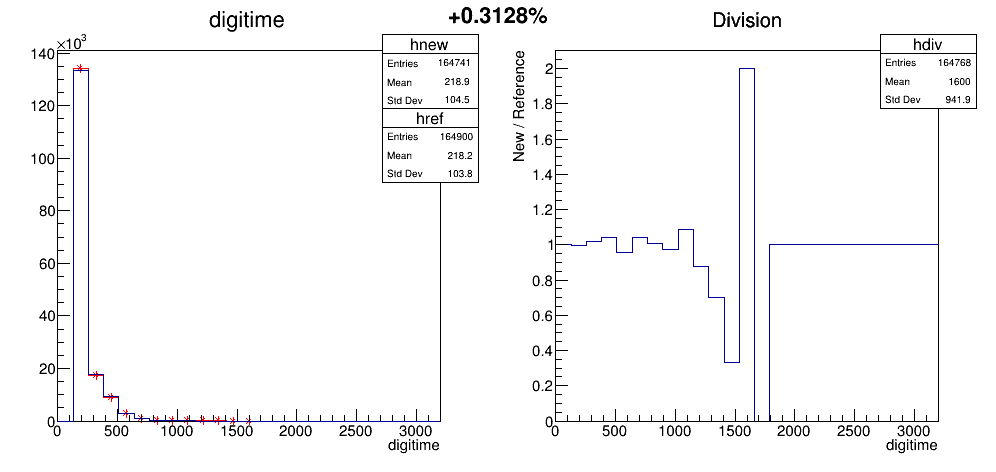 digitime
+0.3128%
Division
×10³
hnew
Entries 164741
Mean 218.9
Std Dev 104.5
href
Entries 164900
Mean 218.2
Std Dev 103.8
140
120
100
80
60
40
20
0
0 500 1000 1500 2000 2500 3000
digitime
hdiv
Entries 164768
Mean 1600
Std Dev 941.9
New / Reference
2
1.8
1.6
1.4
1.2
1
0.8
0.6
0.4
0.2
0
0 500 1000 1500 2000 2500 3000
digitime